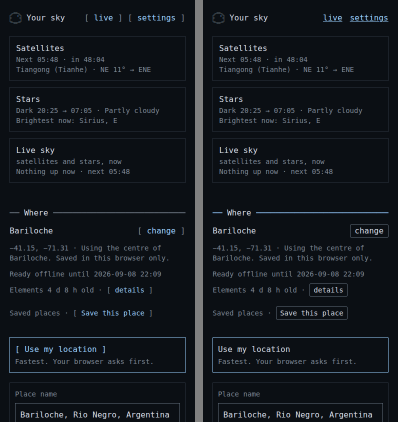 Your sky [ live ] [ settings ]
Satellites
Next 05:48 · in 48:04
Tiangong (Tianhe) · NE 11° → ENE
Stars
Dark 20:25 → 07:05 · Partly cloudy
Brightest now: Sirius, E
Live sky
satellites and stars, now
Nothing up now · next 05:48
Where
Bariloche [ change ]
−41.15, −71.31 · Using the centre of
Bariloche. Saved in this browser only.
Ready offline until 2026-09-08 22:09
Elements 4 d 8 h old · [ details ]
Saved places · [ Save this place ]
[ Use my location ]
Fastest. Your browser asks first.
Place name
Bariloche, Río Negro, Argentina
Your sky live settings
Satellites
Next 05:48 · in 48:04
Tiangong (Tianhe) · NE 11° → ENE
Stars
Dark 20:25 → 07:05 · Partly cloudy
Brightest now: Sirius, E
Live sky
satellites and stars, now
Nothing up now · next 05:48
Where
Bariloche change
−41.15, −71.31 · Using the centre of
Bariloche. Saved in this browser only.
Ready offline until 2026-09-08 22:09
Elements 4 d 8 h old · details
Saved places · Save this place
Use my location
Fastest. Your browser asks first.
Place name
Bariloche, Río Negro, Argentina